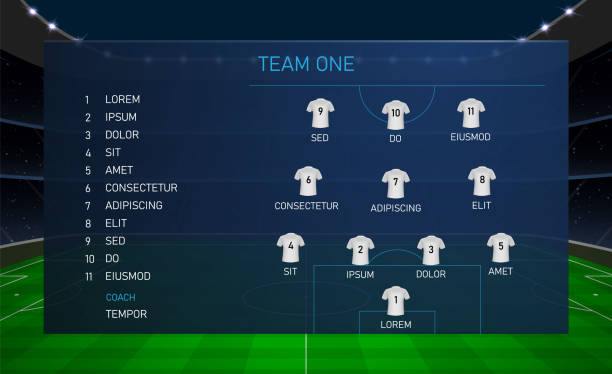 TEAM ONE
1 LOREM
2 IPSUM
3 DOLOR
4 SIT
5 AMET
6 CONSECTETUR
7 ADIPISCING
8 ELIT
9 SED
10 DO
11 EIUSMOD
COACH
TEMPOR
9 10 11
SED DO EIUSMOD
6 7 8
CONSECTETUR ADIPISCING ELIT
4 2 3 5
SIT IPSUM DOLOR AMET
1
LOREM